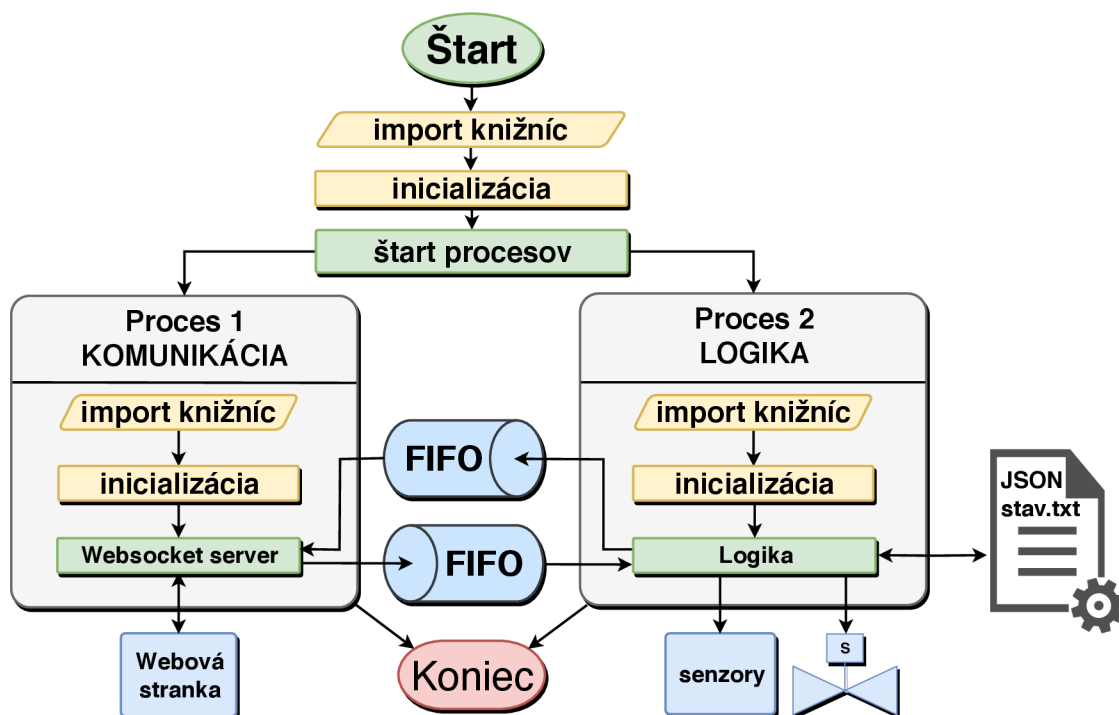 Štart
import knižníc
inicializácia
štart procesov
Proces 1
KOMUNIKÁCIA
import knižníc
inicializácia
Websocket server
Proces 2
LOGIKA
import knižníc
inicializácia
Logika
FIFO
FIFO
JSON
stav.txt
Webová
stranka
Koniec
senzory
S